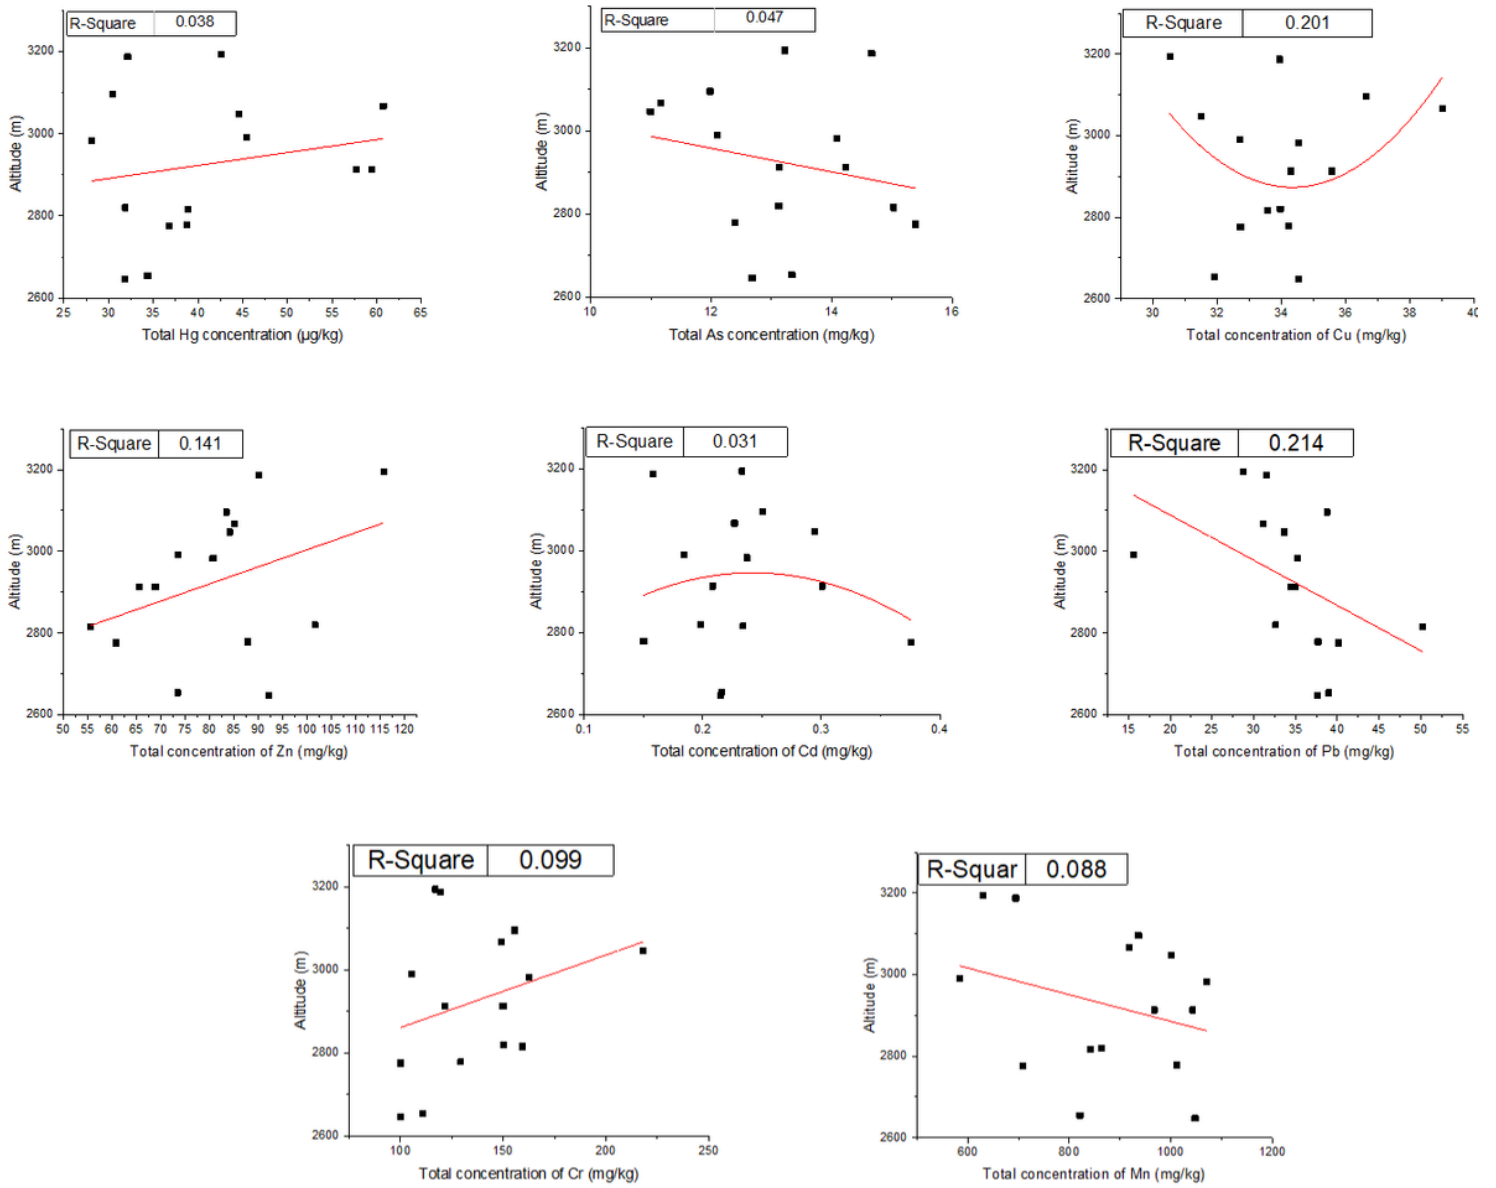 R-Square 0.038
3200
3000
2800
2600
Altitude (m)
25 30 35 40 45 50 55 60 65
Total Hg concentration (µg/kg)
R-Square 0.047
3200
3000
2800
2600
Altitude (m)
10 12 14 16
Total As concentration (mg/kg)
R-Square 0.201
3200
3000
2800
2600
Altitude (m)
30 32 34 36 38 40
Total concentration of Cu (mg/kg)
R-Square 0.141
3200
3000
2800
2600
Altitude (m)
50 55 60 65 70 75 80 85 90 95 100 105 110 115 120
Total concentration of Zn (mg/kg)
R-Square 0.031
3200
3000
2800
2600
Altitude (m)
0.1 0.2 0.3 0.4
Total concentration of Cd (mg/kg)
R-Square 0.214
3200
3000
2800
2600
Altitude (m)
15 20 25 30 35 40 45 50 55
Total concentration of Pb (mg/kg)
R-Square 0.099
3200
3000
2800
2600
Altitude (m)
100 150 200 250
Total concentration of Cr (mg/kg)
R-Squar 0.088
3200
3000
2800
2600
Altitude (m)
600 800 1000 1200
Total concentration of Mn (mg/kg)